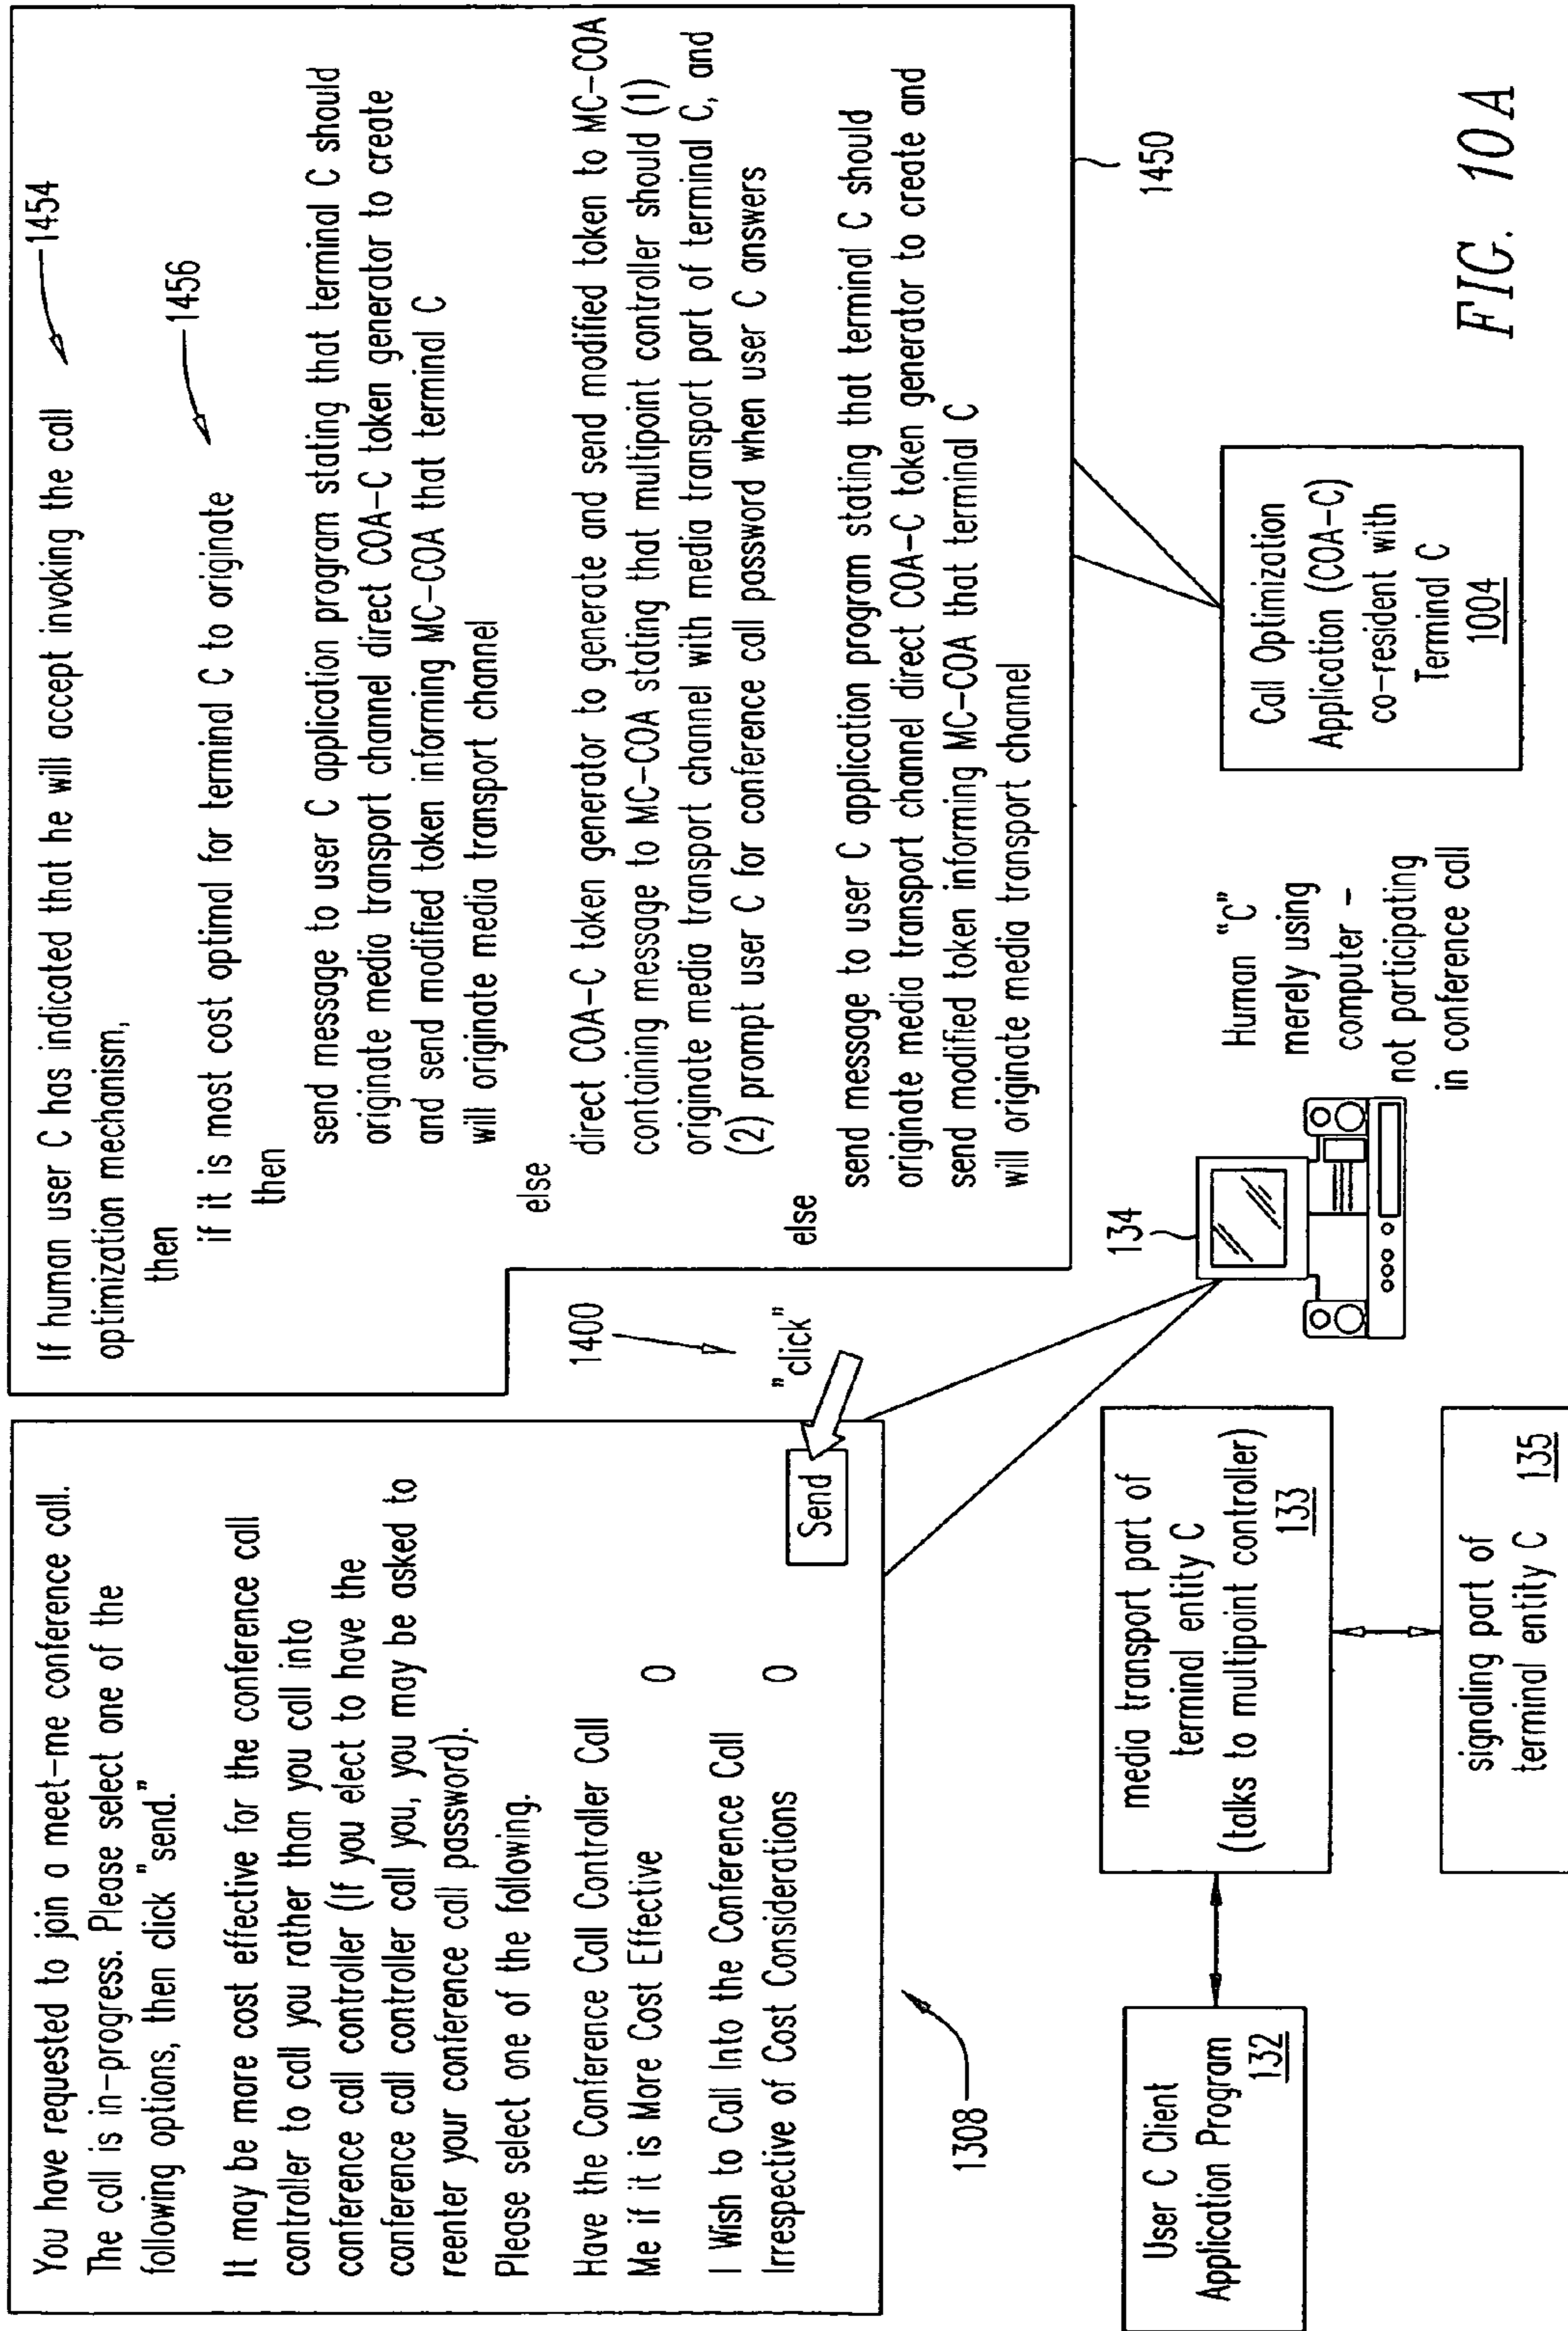 You have requested to join a meet-me conference call.
The call is in-progress. Please select one of the
following options, then click "send."
It may be more cost effective for the conference call
controller to call you rather than you call into
conference call controller (If you elect to have the
conference call controller call you, you may be asked to
reenter your conference call password).
Please select one of the following.
Have the Conference Call Controller Call
Me if it is More Cost Effective O
I Wish to Call Into the Conference Call
Irrespective of Cost Considerations O
Send
"click"
1400
1308
If human user C has indicated that he will accept invoking the call
optimization mechanism,
1454
then
if it is most cost optimal for terminal C to originate
1456
then
send message to user C application program stating that terminal C should
originate media transport channel direct COA-C token generator to create
and send modified token informing MC-COA that terminal C
will originate media transport channel
else
direct COA-C token generator to generate and send modified token to MC-COA
containing message to MC-COA stating that multipoint controller should (1)
originate media transport channel with media transport part of terminal C, and
(2) prompt user C for conference call password when user C answers
else
send message to user C application program stating that terminal C should
originate media transport channel direct COA-C token generator to create and
send modified token informing MC-COA that terminal C
will originate media transport channel
1450
User C Client
Application Program
132
media transport part of
terminal entity C
(talks to multipoint controller)
133
signaling part of
terminal entity C 135
134
Human "C"
merely using
computer -
not participating
in conference call
Call Optimization
Application (COA-C)
co-resident with
Terminal C
1004
FIG. 10A